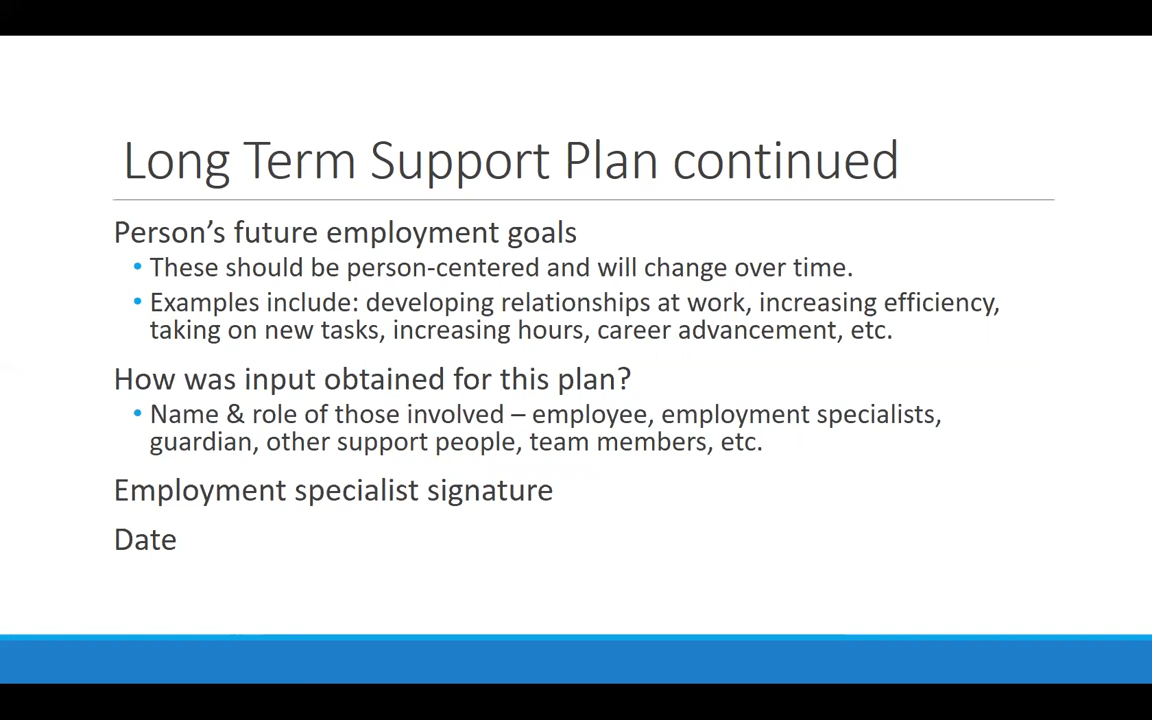 Long Term Support Plan continued
Person’s future employment goals
• These should be person-centered and will change over time.
• Examples include: developing relationships at work, increasing efficiency,
taking on new tasks, increasing hours, career advancement, etc.
How was input obtained for this plan?
• Name & role of those involved – employee, employment specialists,
guardian, other support people, team members, etc.
Employment specialist signature
Date